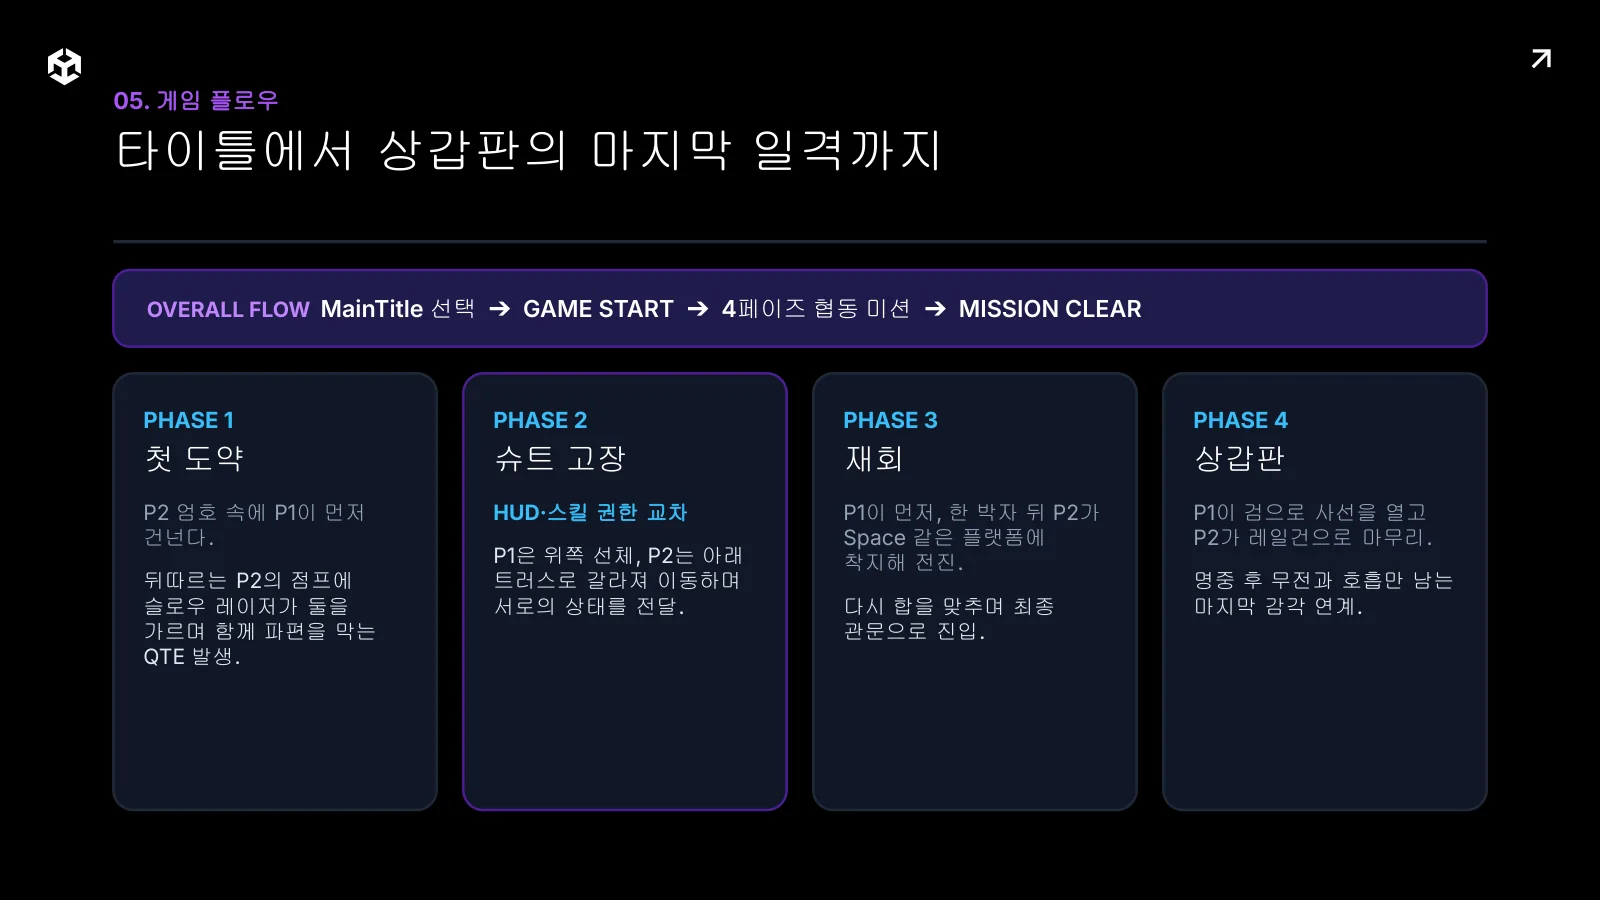 05. 게임 플로우
타이틀에서 상갑판의 마지막 일격까지
OVERALL FLOW MainTitle 선택 → GAME START → 4페이즈 협동 미션 → MISSION CLEAR
PHASE 1
첫 도약
P2 엄호 속에 P1이 먼저
건넌다.
뒤따르는 P2의 점프에
슬로우 레이저가 둘을
가르며 함께 파편을 막는
QTE 발생.
PHASE 2
슈트 고장
HUD·스킬 권한 교차
P1은 위쪽 선체, P2는 아래
트러스로 갈라져 이동하며
서로의 상태를 전달.
PHASE 3
재회
P1이 먼저, 한 박자 뒤 P2가
Space 같은 플랫폼에
착지해 전진.
다시 합을 맞추며 최종
관문으로 진입.
PHASE 4
상갑판
P1이 검으로 사선을 열고
P2가 레일건으로 마무리.
명중 후 무전과 호흡만 남는
마지막 감각 연계.